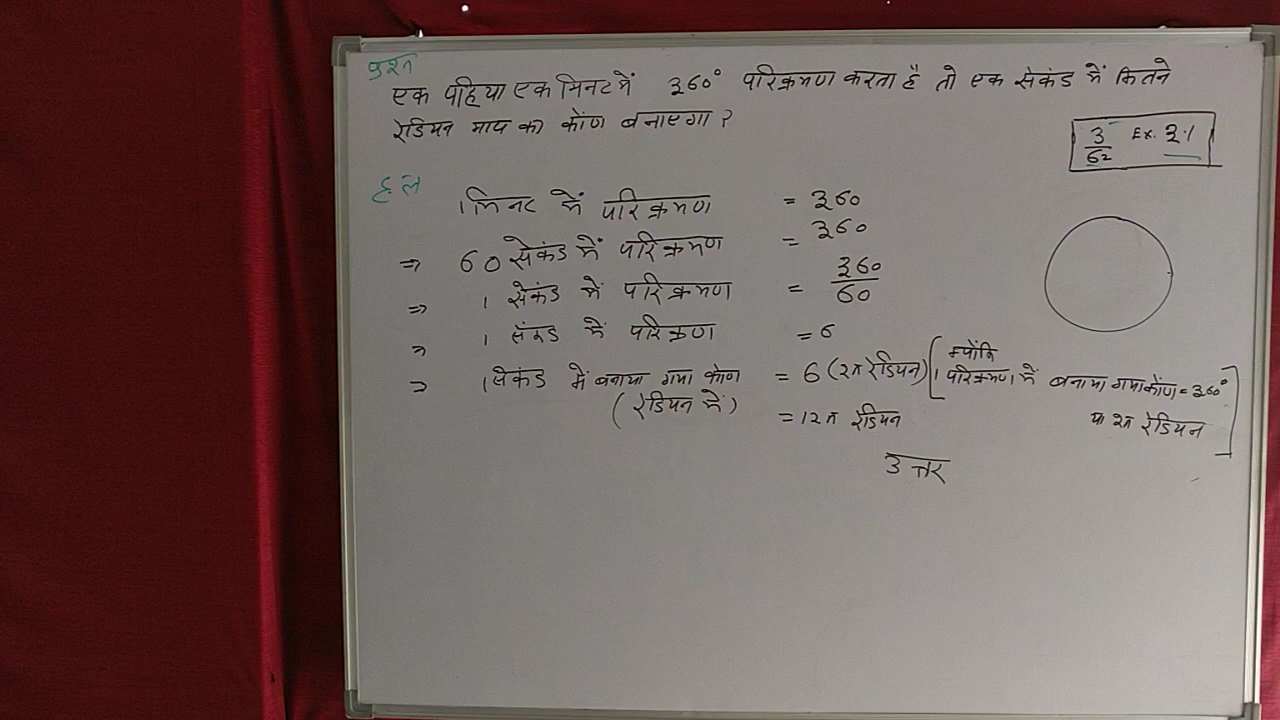 प्रश्न
एक पहिया एक मिनट में 360° परिक्रमण करता है तो एक सेकंड में कितने
रेडियन माप का कोण बनाएगा ?
3/62 Ex. 3.1
हल
1 मिनट में परिक्रमण = 360
⇒ 60 सेकंड में परिक्रमण = 360
⇒ 1 सेकंड में परिक्रमण = 360/60
⇒ 1 सेकंड में परिक्रण = 6
⇒ 1 सेकंड में बनाया गया कोण = 6 (2π रेडियन) [क्योंकि
(रेडियन में)
1 परिक्रमण में बनाया गया कोण = 360°
या 2π रेडियन]
= 12π रेडियन
उत्तर